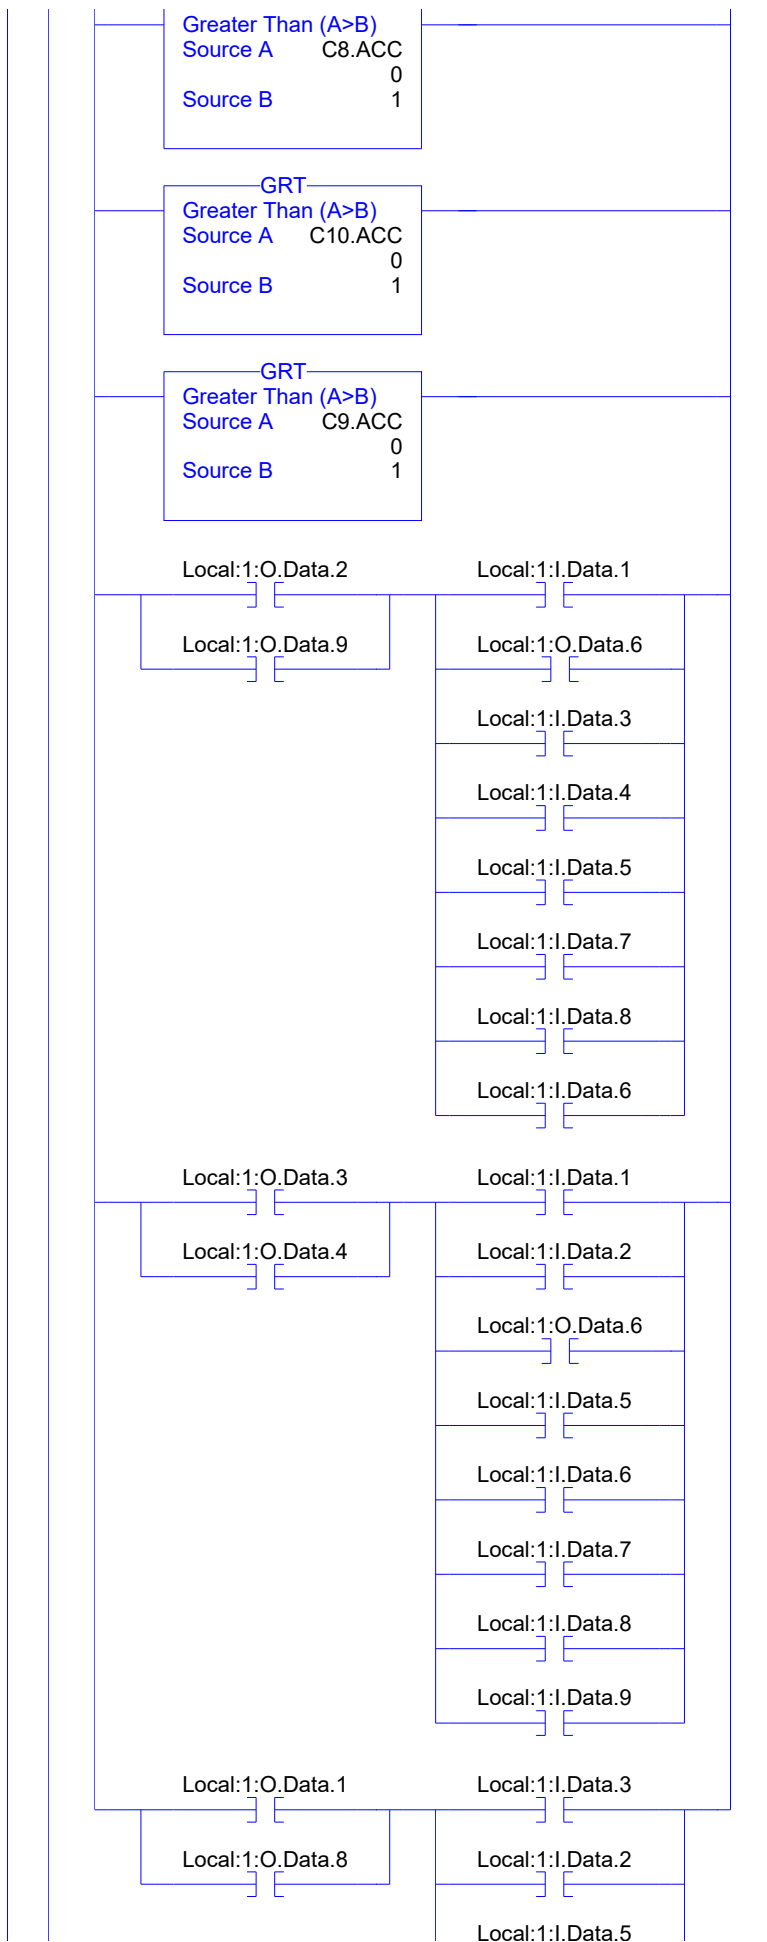 Greater Than (A>B)
Source A C8.ACC
0
Source B 1
GRT
Greater Than (A>B)
Source A C10.ACC
0
Source B 1
GRT
Greater Than (A>B)
Source A C9.ACC
0
Source B 1
Local:1:O.Data.2 Local:1:I.Data.1
Local:1:O.Data.9 Local:1:O.Data.6
Local:1:I.Data.3
Local:1:I.Data.4
Local:1:I.Data.5
Local:1:I.Data.7
Local:1:I.Data.8
Local:1:I.Data.6
Local:1:O.Data.3 Local:1:I.Data.1
Local:1:O.Data.4 Local:1:I.Data.2
Local:1:O.Data.6
Local:1:I.Data.5
Local:1:I.Data.6
Local:1:I.Data.7
Local:1:I.Data.8
Local:1:I.Data.9
Local:1:O.Data.1 Local:1:I.Data.3
Local:1:O.Data.8 Local:1:I.Data.2
Local:1:I.Data.5